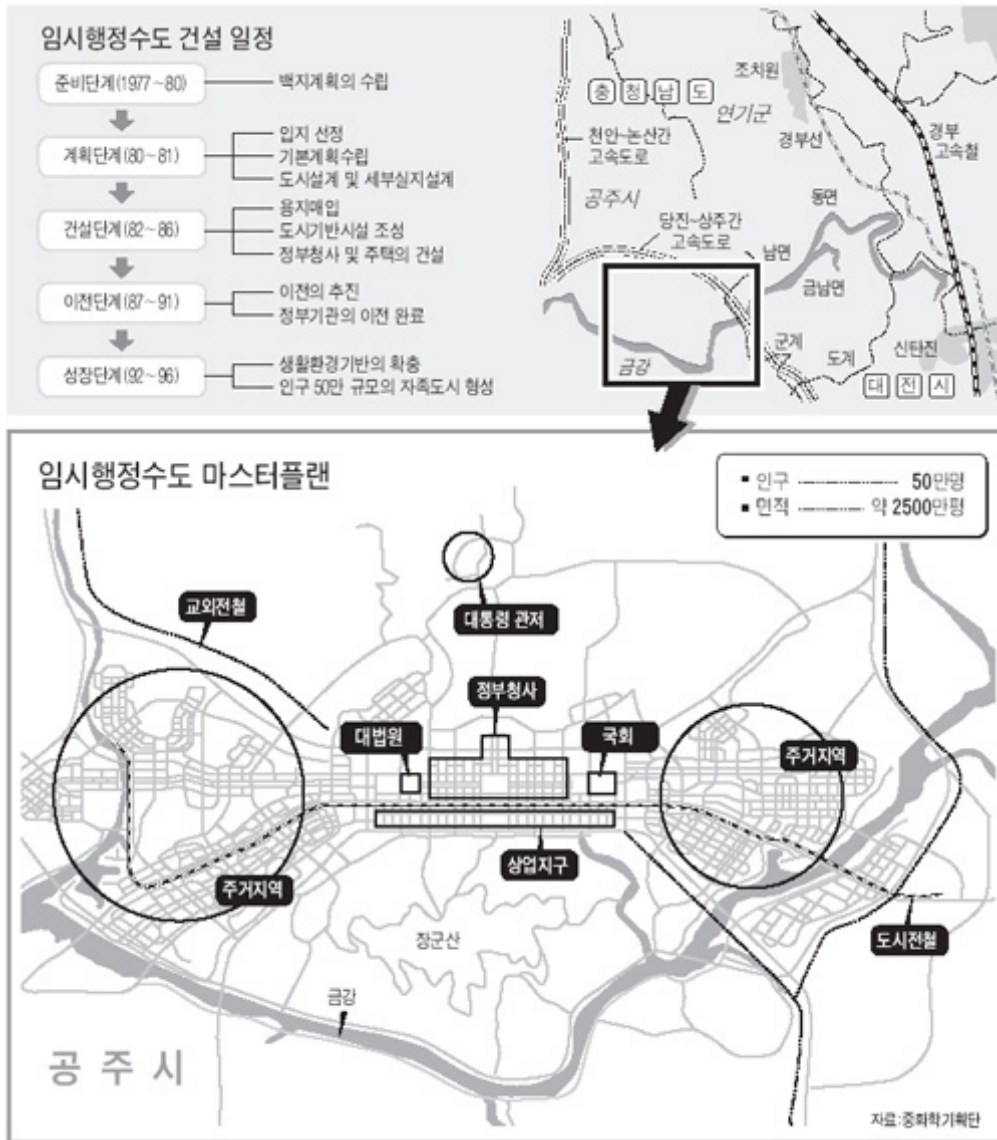 임시행정수도 건설 일정
준비단계(1977~80)
백지계획의 수립
계획단계(80~81)
입지 선정
기본계획수립
도시설계 및 세부실지설계
건설단계(82~86)
용지매입
도시기반시설 조성
정부청사 및 주택의 건설
이전단계(87~91)
이전의 추진
정부기관의 이전 완료
성장단계(92~96)
생활환경기반의 확충
인구 50만 규모의 자족도시 형성
충청남도
조치원
연기군
천안~논산간
고속도로
경부선
경부
고속철
공주시
동면
당진~상주간
고속도로
남면
금남면
금강
군계
도계
신탄진
대전시
임시행정수도 마스터플랜
인구 50만명
면적 약 2500만평
교외전철
대통령 관저
정부청사
대법원
국회
주거지역
주거지역
상업지구
장군산
도시전철
금강
공주시
자료:중화학기획단